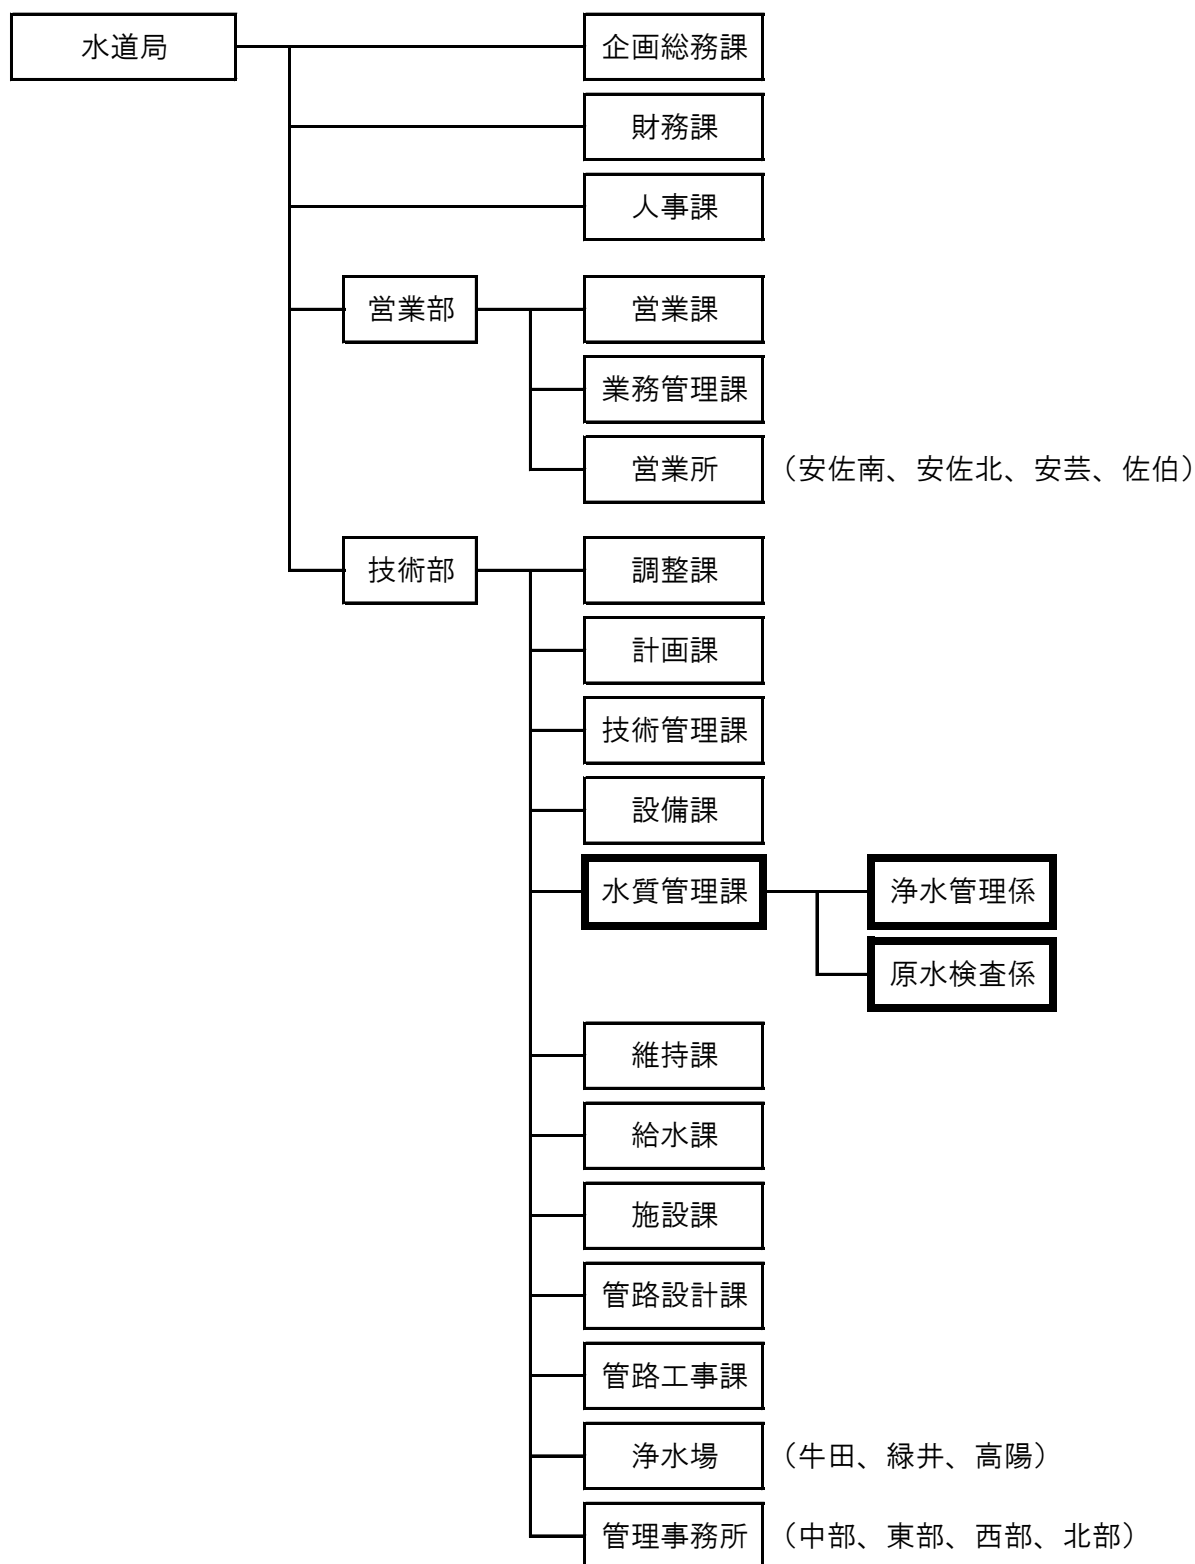 水道局
企画総務課
財務課
人事課
営業部
営業課
業務管理課
営業所 （安佐南、安佐北、安芸、佐伯）
技術部
調整課
計画課
技術管理課
設備課
水質管理課
浄水管理係
原水検査係
維持課
給水課
施設課
管路設計課
管路工事課
浄水場 （牛田、緑井、高陽）
管理事務所 （中部、東部、西部、北部）